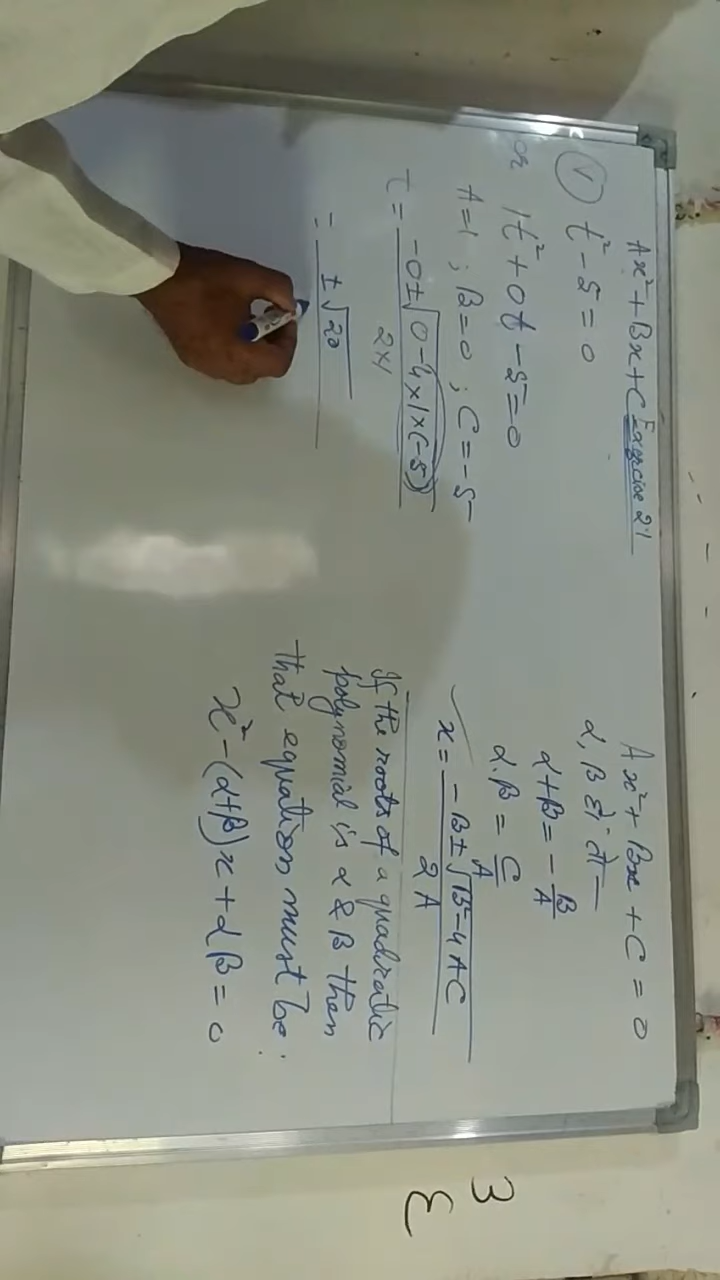 Ax² + Bx + C Exercise 2.1
(V) t² - 5 = 0
or 1t² + 0t - 5 = 0
A = 1 ; B = 0 ; C = -5
t = -0 ± √0 - 4×1×(-5)
2×1
= ± √20
Ax² + Bx + C = 0
α, β
α + β = - B/A
α.β = C/A
x = - B ± √B² - 4AC
2A
If the roots of a quadratic
polynomial is α & β then
that equation must be :
x² - (α+β)x + αβ = 0